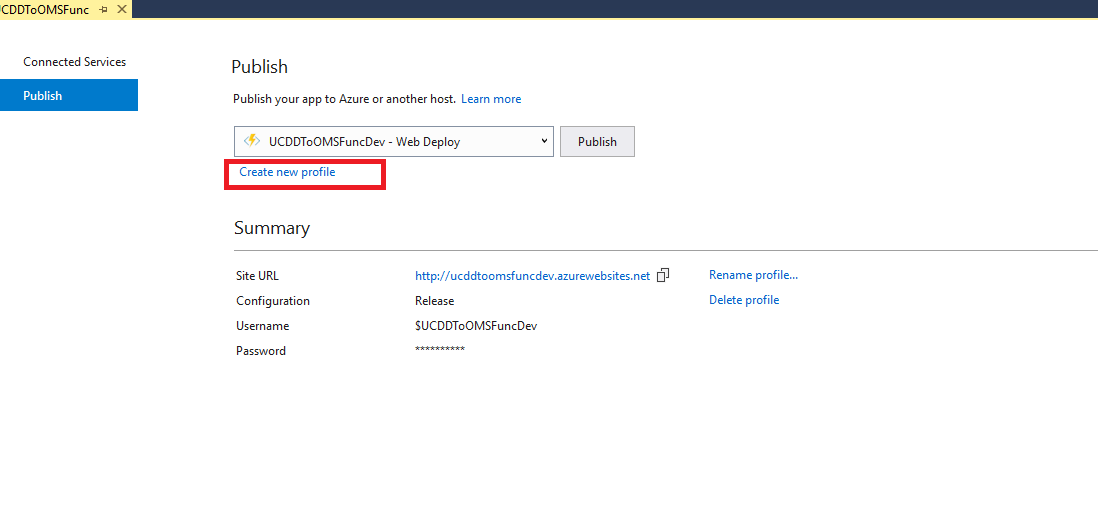 UCDDToOMSFunc
Connected Services
Publish
Publish
Publish your app to Azure or another host. Learn more
UCDDToOMSFuncDev - Web Deploy
Publish
Create new profile
Summary
Site URL http://ucddtoomsfuncdev.azurewebsites.net Rename profile...
Configuration Release Delete profile
Username $UCDDToOMSFuncDev
Password **********